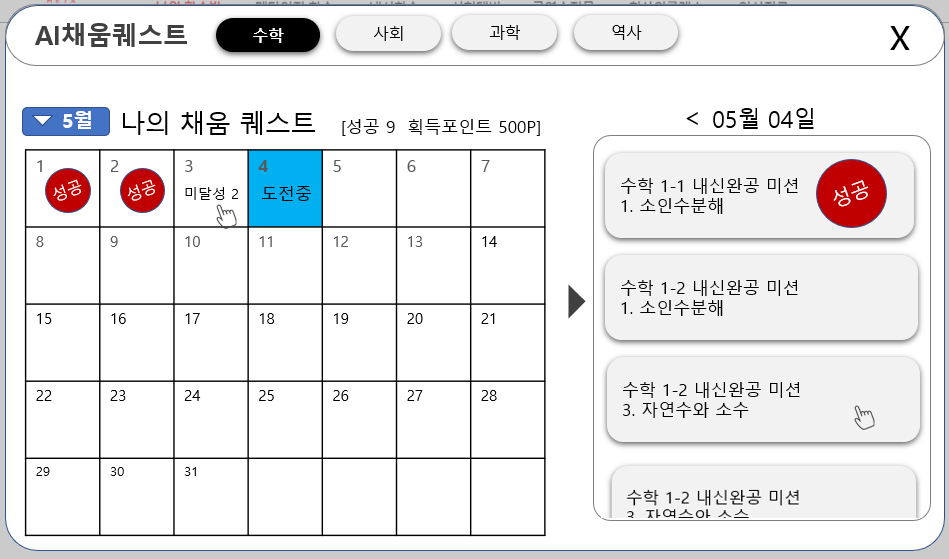 AI채움퀘스트
수학
사회
과학
역사
X
5월
나의 채움 퀘스트
[성공 9 획득포인트 500P]
1 2 3 4 5 6 7
성공 성공 미달성 2 도전중
8 9 10 11 12 13 14
15 16 17 18 19 20 21
22 23 24 25 26 27 28
29 30 31
< 05월 04일
수학 1-1 내신완공 미션
1. 소인수분해
성공
수학 1-2 내신완공 미션
1. 소인수분해
수학 1-2 내신완공 미션
3. 자연수와 소수
수학 1-2 내신완공 미션
3. 자연수와 소수